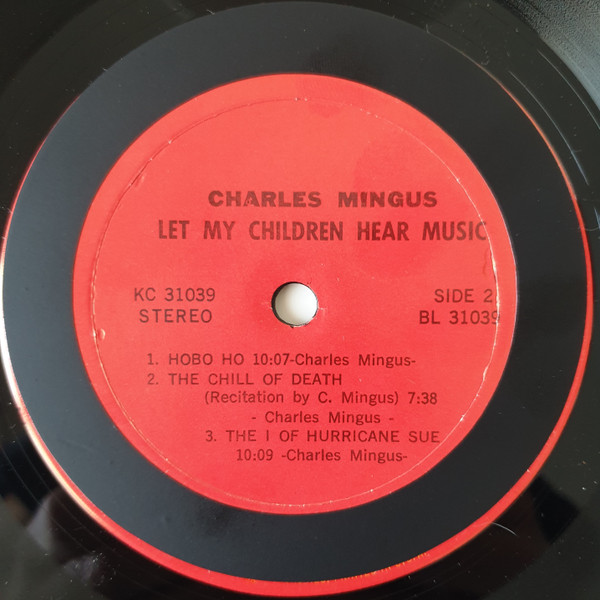 CHARLES MINGUS
LET MY CHILDREN HEAR MUSIC
KC 31039
STEREO
SIDE 2
BL 31039
1. HOBO HO 10:07-Charles Mingus-
2. THE CHILL OF DEATH
(Recitation by C. Mingus) 7:38
- Charles Mingus -
3. THE I OF HURRICANE SUE
10:09 -Charles Mingus-